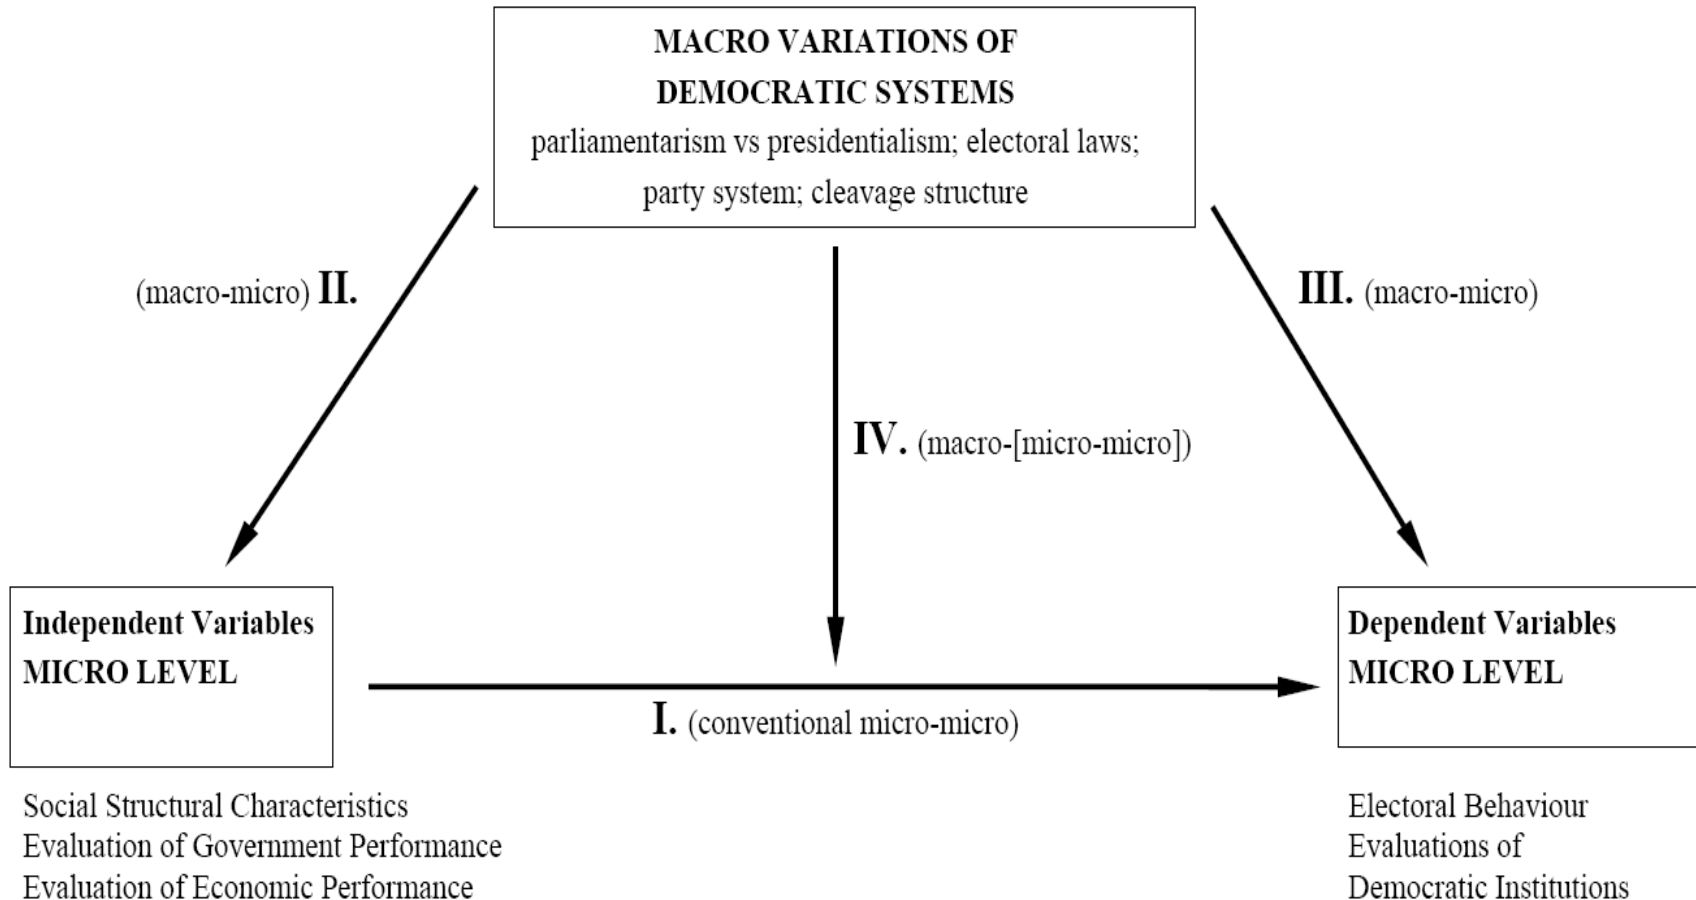 MACRO VARIATIONS OF
DEMOCRATIC SYSTEMS
parliamentarism vs presidentialism; electoral laws;
party system; cleavage structure
(macro-micro) II.
III. (macro-micro)
IV. (macro-[micro-micro])
Independent Variables
MICRO LEVEL
Dependent Variables
MICRO LEVEL
I. (conventional micro-micro)
Social Structural Characteristics
Evaluation of Government Performance
Evaluation of Economic Performance
Electoral Behaviour
Evaluations of
Democratic Institutions